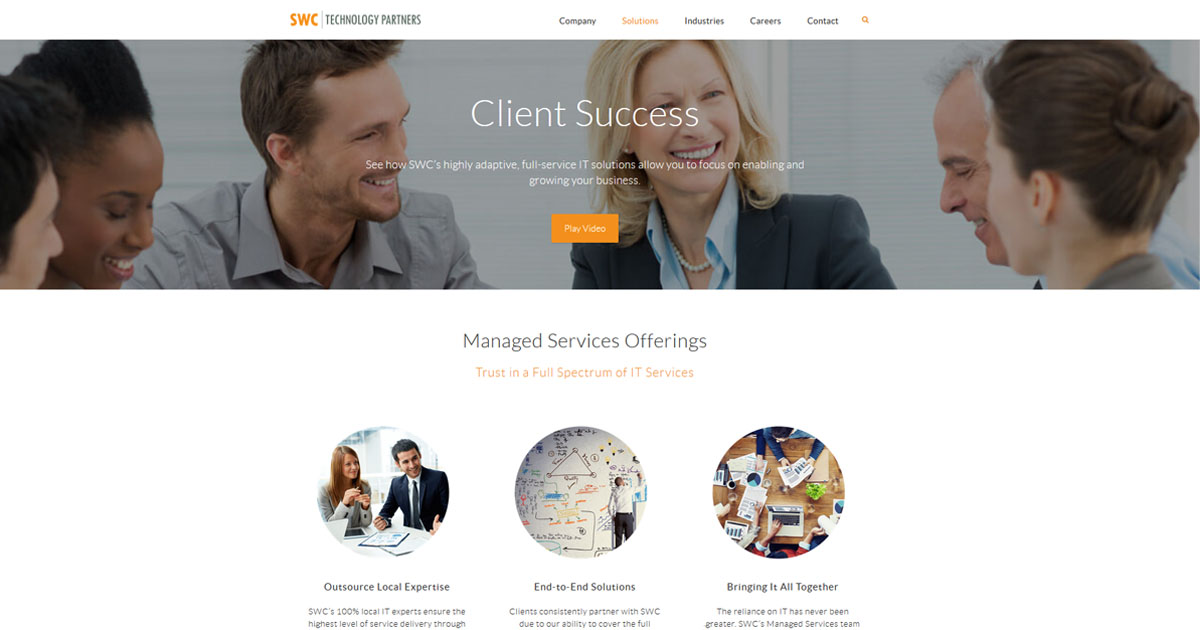 SWC TECHNOLOGY PARTNERS
Company Solutions Industries Careers Contact
Client Success
See how SWC's highly adaptive, full-service IT solutions allow you to focus on enabling and
growing your business.
Play Video
Managed Services Offerings
Trust in a Full Spectrum of IT Services
Quality
Outsource Local Expertise
SWC's 100% local IT experts ensure the
highest level of service delivery through
End-to-End Solutions
Clients consistently partner with SWC
due to our ability to cover the full
Bringing It All Together
The reliance on IT has never been
greater. SWC's Managed Services team